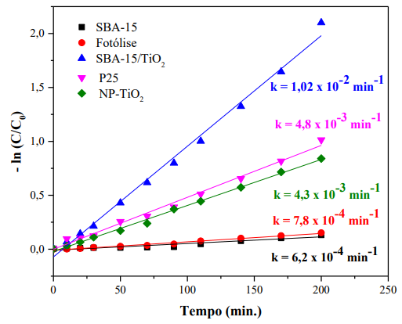 SBA-15
Fotólise
SBA-15/TiO₂
P25
NP-TiO₂
- ln (C/C₀)
2,0
1,5
1,0
0,5
0,0
k = 1,02 x 10⁻² min⁻¹
k = 4,8 x 10⁻³ min⁻¹
k = 4,3 x 10⁻³ min⁻¹
k = 7,8 x 10⁻⁴ min⁻¹
k = 6,2 x 10⁻⁴ min⁻¹
0 50 100 150 200 250
Tempo (min.)